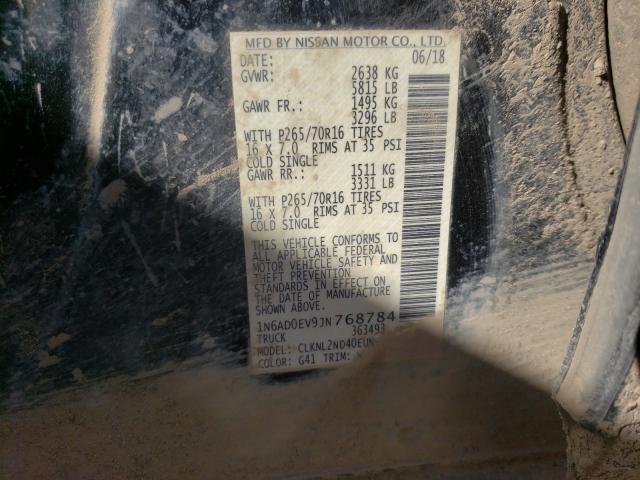 MFD BY NISSAN MOTOR CO., LTD.
DATE: 06/18
GVWR: 2638 KG
5815 LB
GAWR FR.: 1495 KG
3296 LB
WITH P265/70R16 TIRES
16 X 7.0 RIMS AT 35 PSI
COLD SINGLE
GAWR RR.: 1511 KG
3331 LB
WITH P265/70R16 TIRES
16 X 7.0 RIMS AT 35 PSI
COLD SINGLE
THIS VEHICLE CONFORMS TO
ALL APPLICABLE FEDERAL
MOTOR VEHICLE SAFETY AND
THEFT PREVENTION
STANDARDS IN EFFECT ON
THE DATE OF MANUFACTURE
SHOWN ABOVE.
1N6AD0EV9JN768784
TRUCK 363493
MODEL: CLKNL2ND40EUN
COLOR: G41 TRIM: